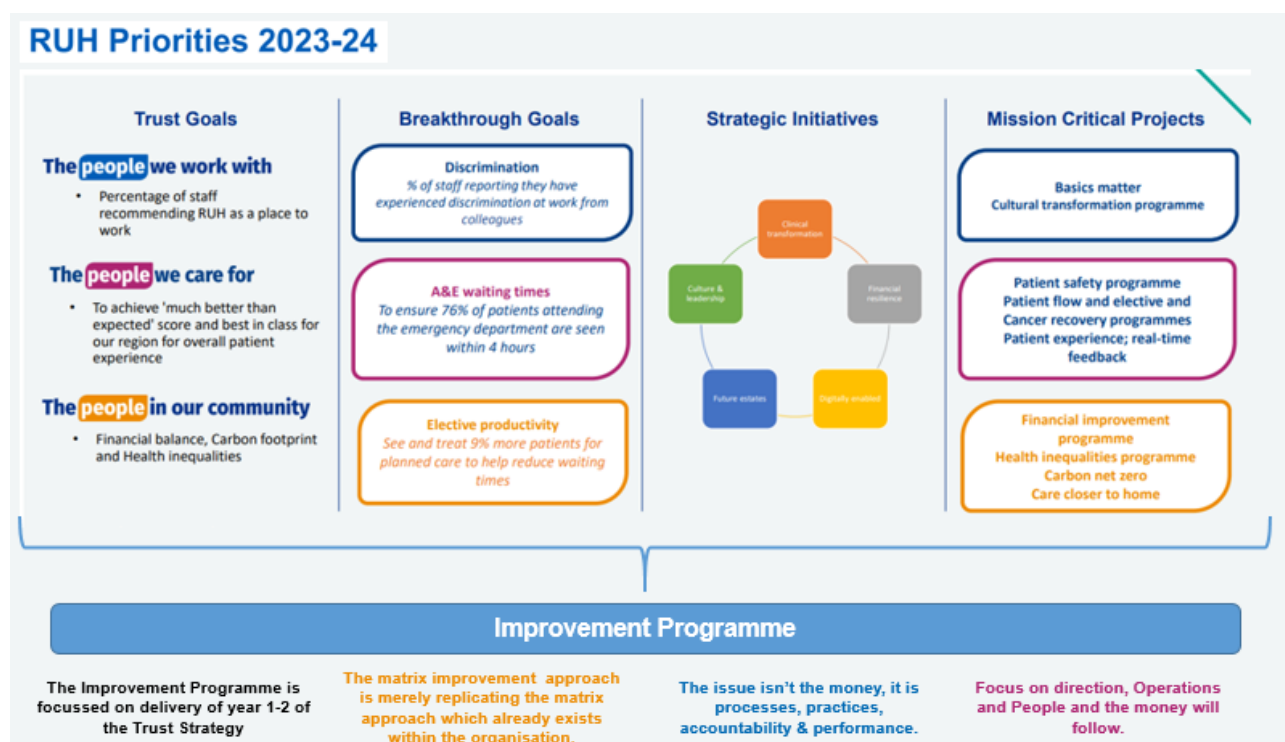 RUH Priorities 2023-24
Trust Goals
The people we work with
• Percentage of staff
recommending RUH as a place to
work
The people we care for
• To achieve 'much better than
expected' score and best in class for
our region for overall patient
experience
The people in our community
• Financial balance, Carbon footprint
and Health inequalities
Breakthrough Goals
Discrimination
% of staff reporting they have
experienced discrimination at work from
colleagues
A&E waiting times
To ensure 76% of patients attending
the emergency department are seen
within 4 hours
Elective productivity
See and treat 9% more patients for
planned care to help reduce waiting
times
Strategic Initiatives
Clinical
transformation
Financial
resilience
Digitally enabled
Future estates
Culture &
leadership
Mission Critical Projects
Basics matter
Cultural transformation programme
Patient safety programme
Patient flow and elective and
Cancer recovery programmes
Patient experience; real-time
feedback
Financial improvement
programme
Health inequalities programme
Carbon net zero
Care closer to home
Improvement Programme
The Improvement Programme is
focussed on delivery of year 1-2 of
the Trust Strategy
The matrix improvement approach
is merely replicating the matrix
approach which already exists
within the organisation.
The issue isn't the money, it is
processes, practices,
accountability & performance.
Focus on direction, Operations
and People and the money will
follow.